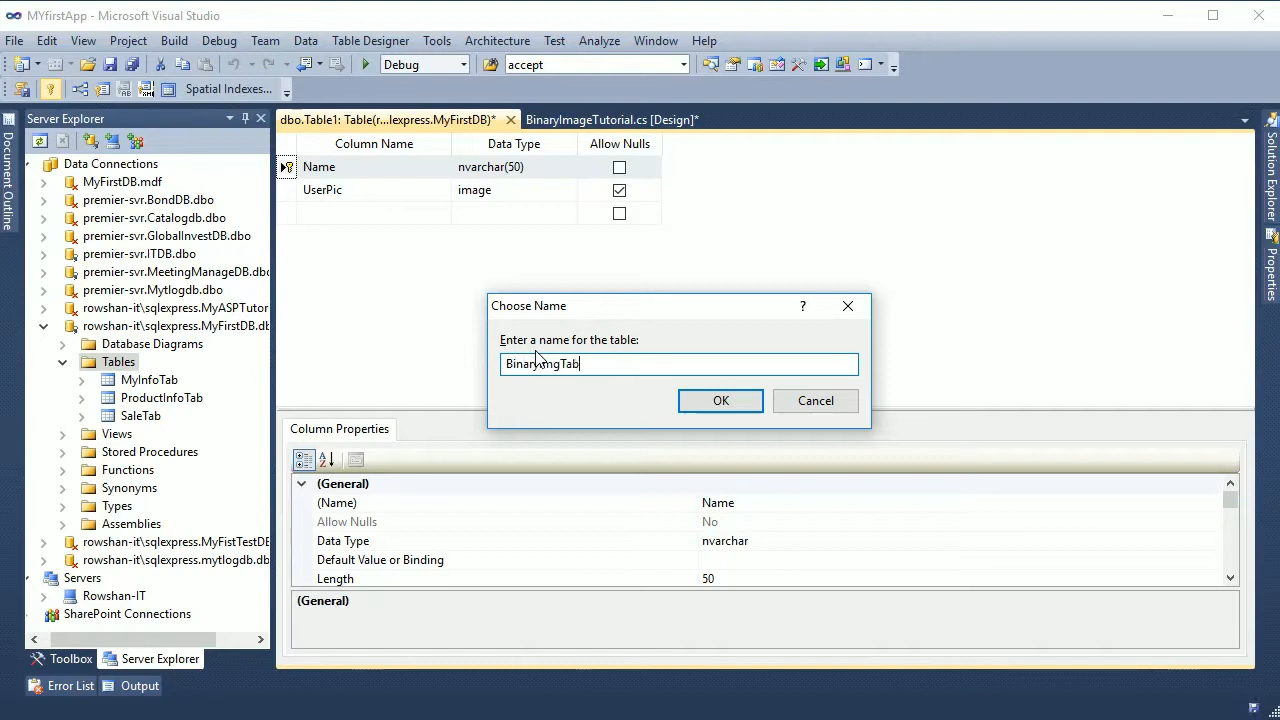 MYfirstApp - Microsoft Visual Studio
File Edit View Project Build Debug Team Data Table Designer Tools Architecture Test Analyze Window Help
Debug accept
Spatial Indexes...
Server Explorer
dbo.Table1: Table(r...lexpress.MyFirstDB)* BinaryImageTutorial.cs [Design]*
Document Outline
Solution Explorer
Properties
Data Connections
MyFirstDB.mdf
premier-svr.BondDB.dbo
premier-svr.Catalogdb.dbo
premier-svr.GlobalInvestDB.dbo
premier-svr.ITDB.dbo
premier-svr.MeetingManageDB.dbo
premier-svr.Mytlogdb.dbo
rowshan-it\sqlexpress.MyASPTutor
rowshan-it\sqlexpress.MyFirstDB.db
Database Diagrams
Tables
MyInfoTab
ProductInfoTab
SaleTab
Views
Stored Procedures
Functions
Synonyms
Types
Assemblies
rowshan-it\sqlexpress.MyFistTestDB
rowshan-it\sqlexpress.mytlogdb.dbo
Servers
Rowshan-IT
SharePoint Connections
Toolbox Server Explorer
Error List Output
Column Name Data Type Allow Nulls
Name nvarchar(50)
UserPic image
Choose Name
?
Enter a name for the table:
OK Cancel
Column Properties
(General)
(Name) Name
Allow Nulls No
Data Type nvarchar
Default Value or Binding
Length 50
(General)